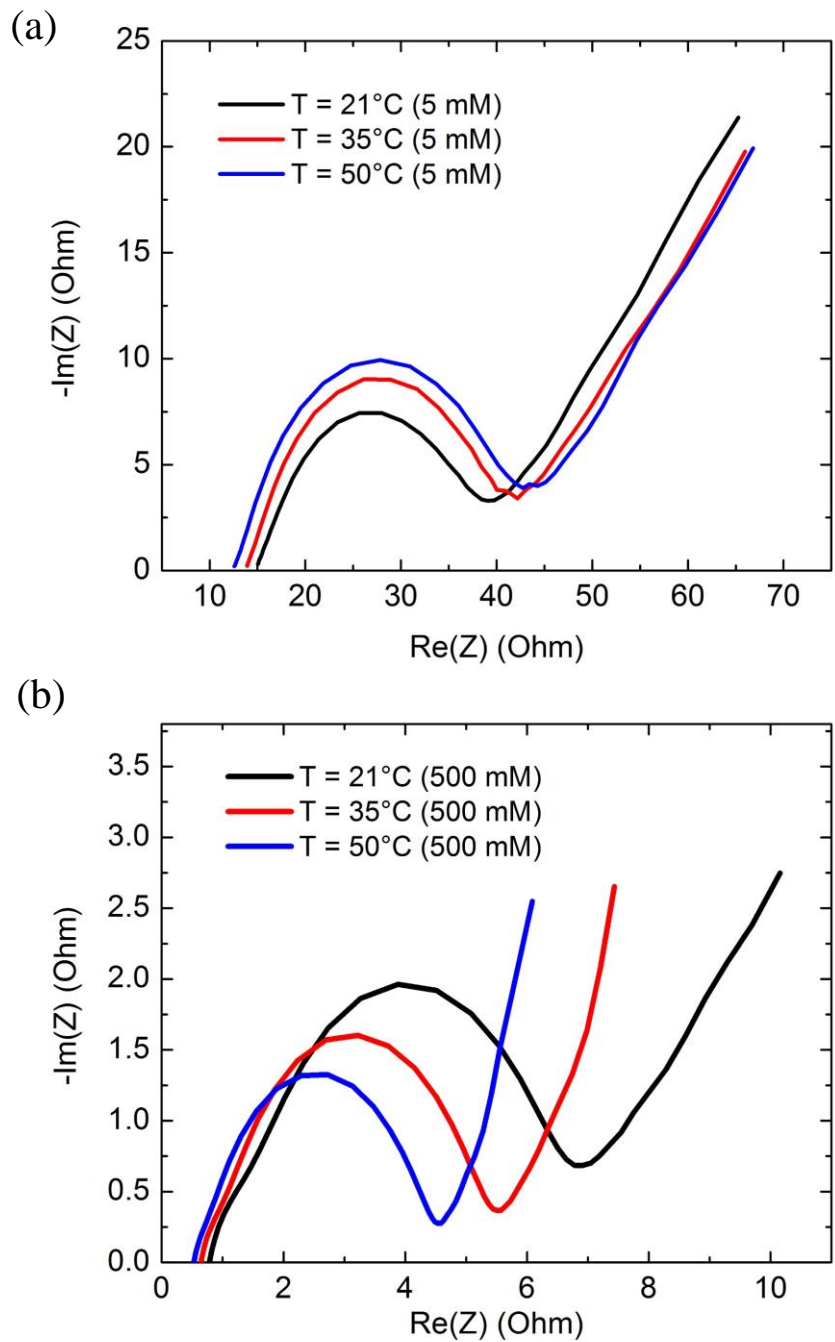 (a)
25
20
15
10
5
0
-Im(Z) (Ohm)
T = 21°C (5 mM)
T = 35°C (5 mM)
T = 50°C (5 mM)
10 20 30 40 50 60 70
Re(Z) (Ohm)
(b)
3.5
3.0
2.5
2.0
1.5
1.0
0.5
0.0
-Im(Z) (Ohm)
T = 21°C (500 mM)
T = 35°C (500 mM)
T = 50°C (500 mM)
0 2 4 6 8 10
Re(Z) (Ohm)